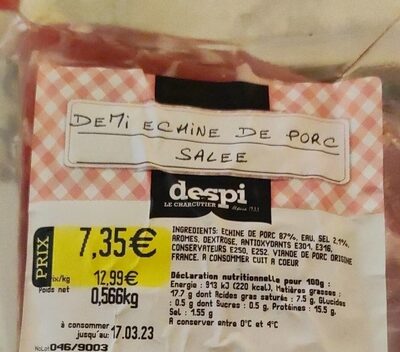 DEMI ECHINE DE PORC
SALEE
despi
LE CHARCUTIER
INGREDIENTS: ECHINE DE PORC 87%, EAU, SEL 2.1%,
AROMES, DEXTROSE, ANTIOXYDANTS E301, E316,
CONSERVATEURS E250, E252. VIANDE DE PORC ORIGINE
FRANCE. A CONSOMMER CUIT A COEUR
PRIX
7,35€
/kg 12,99€
Poids net 0,566kg
Déclaration nutritionnelle pour 100g:
Energie : 913 kJ (220 kcal), Matières grasses :
17.7 g dont Acides gras saturés : 7.5 g, Glucides
: 0.5 g dont Sucres : 0.5 g, Protéines : 15.5 g,
Sel : 1.55 g
A conserver entre 0°C et 4°C
à consommer
jusqu'au 17.03.23
NoLot 046/9003